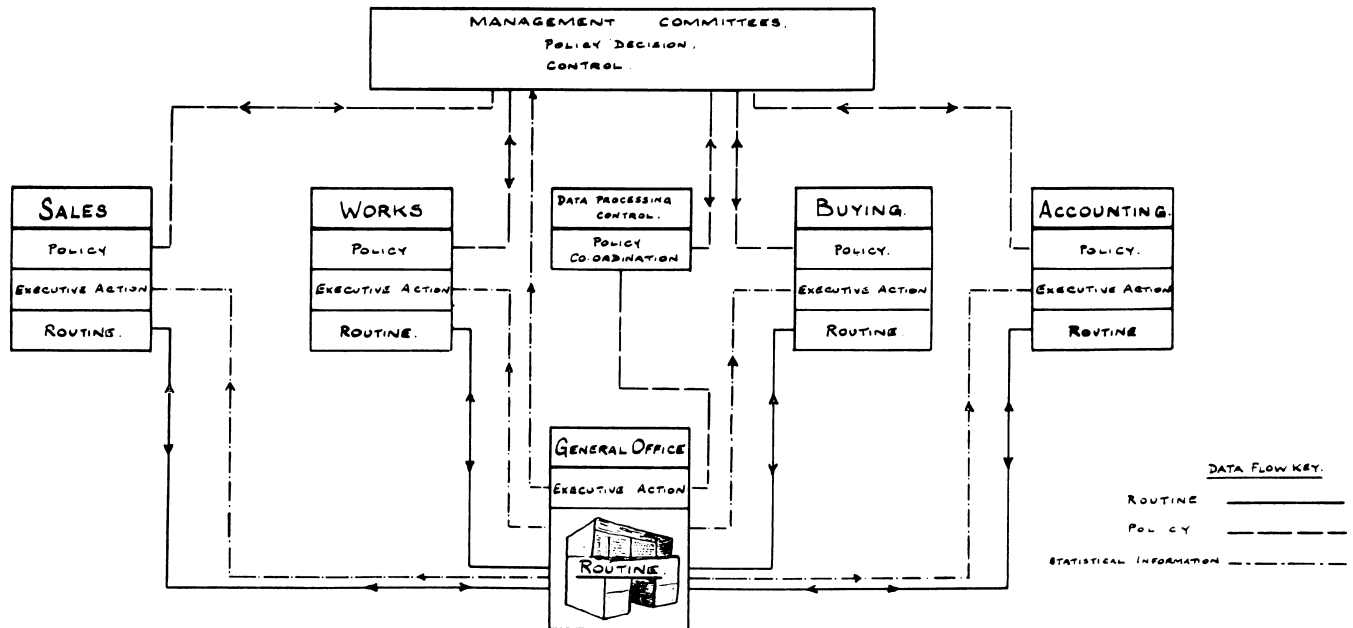 MANAGEMENT COMMITTEES.
POLICY DECISION.
CONTROL.
SALES
POLICY
EXECUTIVE ACTION
ROUTINE.
WORKS
POLICY
EXECUTIVE ACTION
ROUTINE.
DATA PROCESSING
CONTROL.
POLICY
CO-ORDINATION
BUYING.
POLICY.
EXECUTIVE ACTION
ROUTINE
ACCOUNTING.
POLICY.
EXECUTIVE ACTION
ROUTINE
GENERAL OFFICE
EXECUTIVE ACTION
ROUTINE.
DATA FLOW KEY.
ROUTINE
POLICY
STATISTICAL INFORMATION